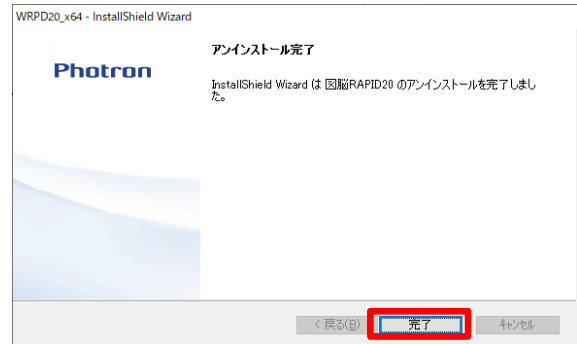 WRPD20_x64 - InstallShield Wizard
Photron
アンインストール完了
InstallShield Wizard は 図脳RAPID20 のアンインストールを完了しまし
た。
< 戻る(B)
完了
キャンセル